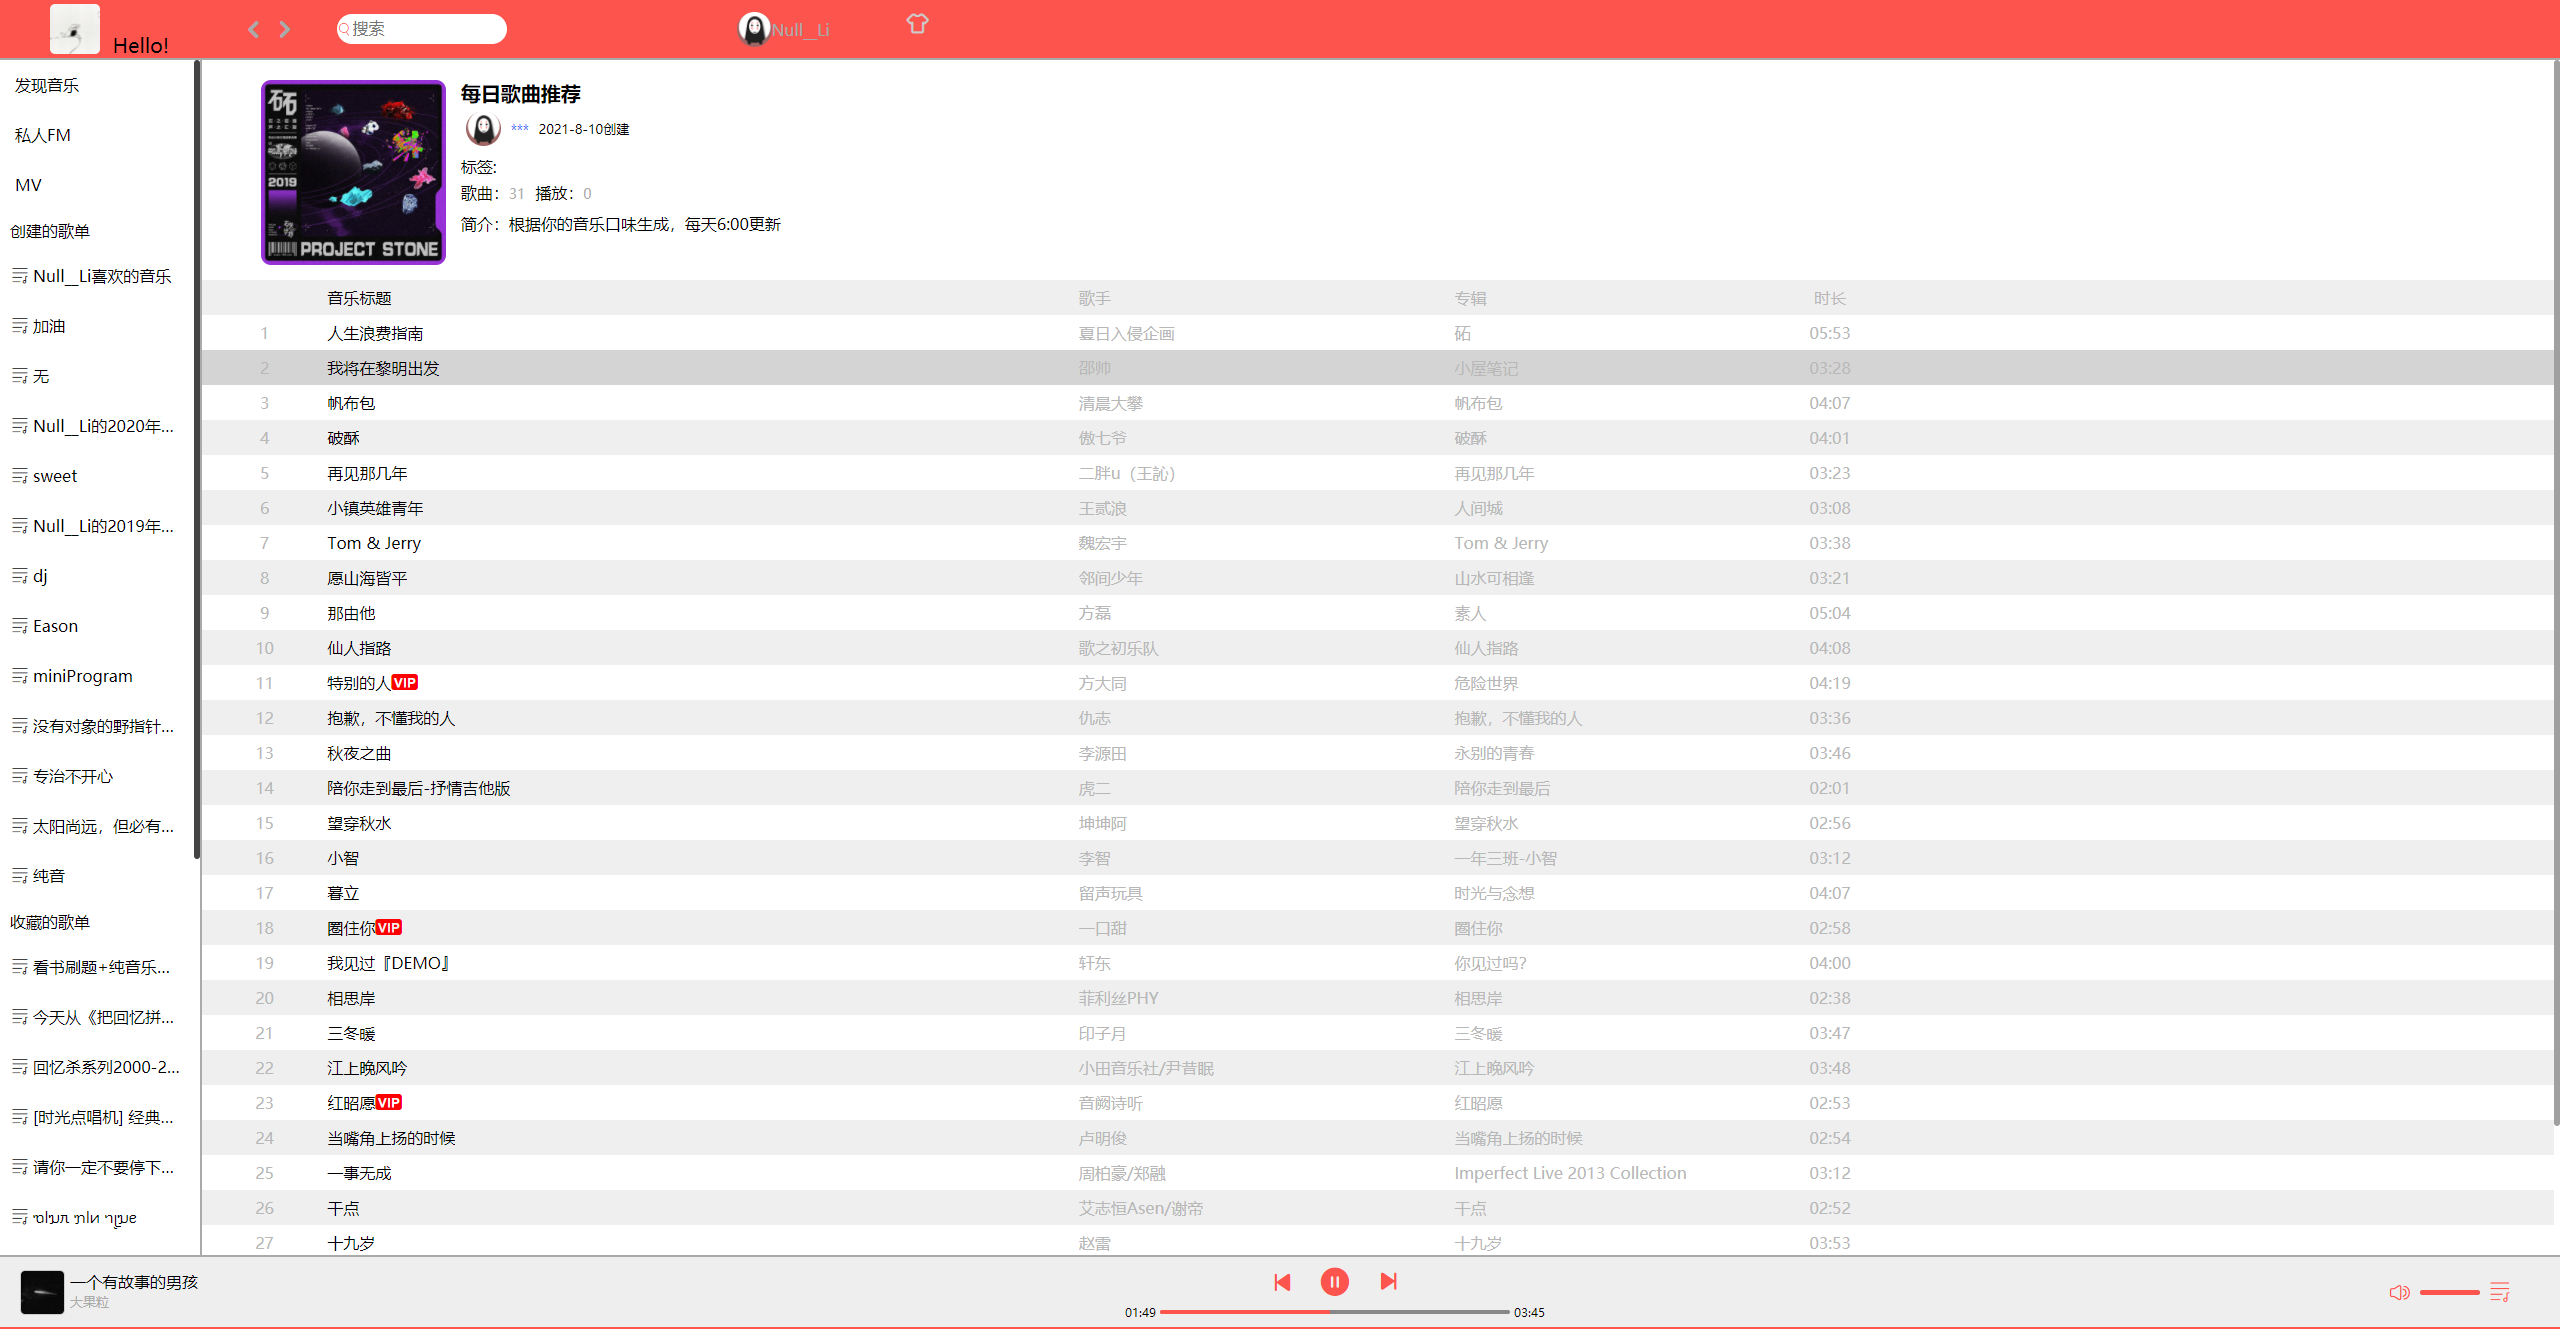 Hello!
搜索
Null__Li
发现音乐
私人FM
MV
创建的歌单
Null__Li喜欢的音乐
加油
无
Null__Li的2020年...
sweet
Null__Li的2019年...
dj
Eason
miniProgram
没有对象的野指针...
专治不开心
太阳尚远，但必有...
纯音
收藏的歌单
看书刷题+纯音乐...
今天从《把回忆拼...
回忆杀系列2000-2...
[时光点唱机] 经典...
请你一定不要停下...
2019
PROJECT STONE
每日歌曲推荐
*** 2021-8-10创建
标签:
歌曲：31 播放：0
简介：根据你的音乐口味生成，每天6:00更新
音乐标题 歌手 专辑 时长
1 人生浪费指南 夏日入侵企画 砳 05:53
2 我将在黎明出发 邵帅 小屋笔记 03:28
3 帆布包 清晨大攀 帆布包 04:07
4 破酥 傲七爷 破酥 04:01
5 再见那几年 二胖u（王訫） 再见那几年 03:23
6 小镇英雄青年 王贰浪 人间城 03:08
7 Tom & Jerry 魏宏宇 Tom & Jerry 03:38
8 愿山海皆平 邻间少年 山水可相逢 03:21
9 那由他 方磊 素人 05:04
10 仙人指路 歌之初乐队 仙人指路 04:08
11 特别的人VIP 方大同 危险世界 04:19
12 抱歉，不懂我的人 仇志 抱歉，不懂我的人 03:36
13 秋夜之曲 李源田 永别的青春 03:46
14 陪你走到最后-抒情吉他版 虎二 陪你走到最后 02:01
15 望穿秋水 坤坤阿 望穿秋水 02:56
16 小智 李智 一年三班-小智 03:12
17 暮立 留声玩具 时光与念想 04:07
18 圈住你VIP 一口甜 圈住你 02:58
19 我见过『DEMO』 轩东 你见过吗? 04:00
20 相思岸 菲利丝PHY 相思岸 02:38
21 三冬暖 印子月 三冬暖 03:47
22 江上晚风吟 小田音乐社/尹昔眠 江上晚风吟 03:48
23 红昭愿VIP 音阙诗听 红昭愿 02:53
24 当嘴角上扬的时候 卢明俊 当嘴角上扬的时候 02:54
25 一事无成 周柏豪/郑融 Imperfect Live 2013 Collection 03:12
26 干点 艾志恒Asen/谢帝 干点 02:52
27 十九岁 赵雷 十九岁 03:53
一个有故事的男孩
大果粒
01:49 03:45